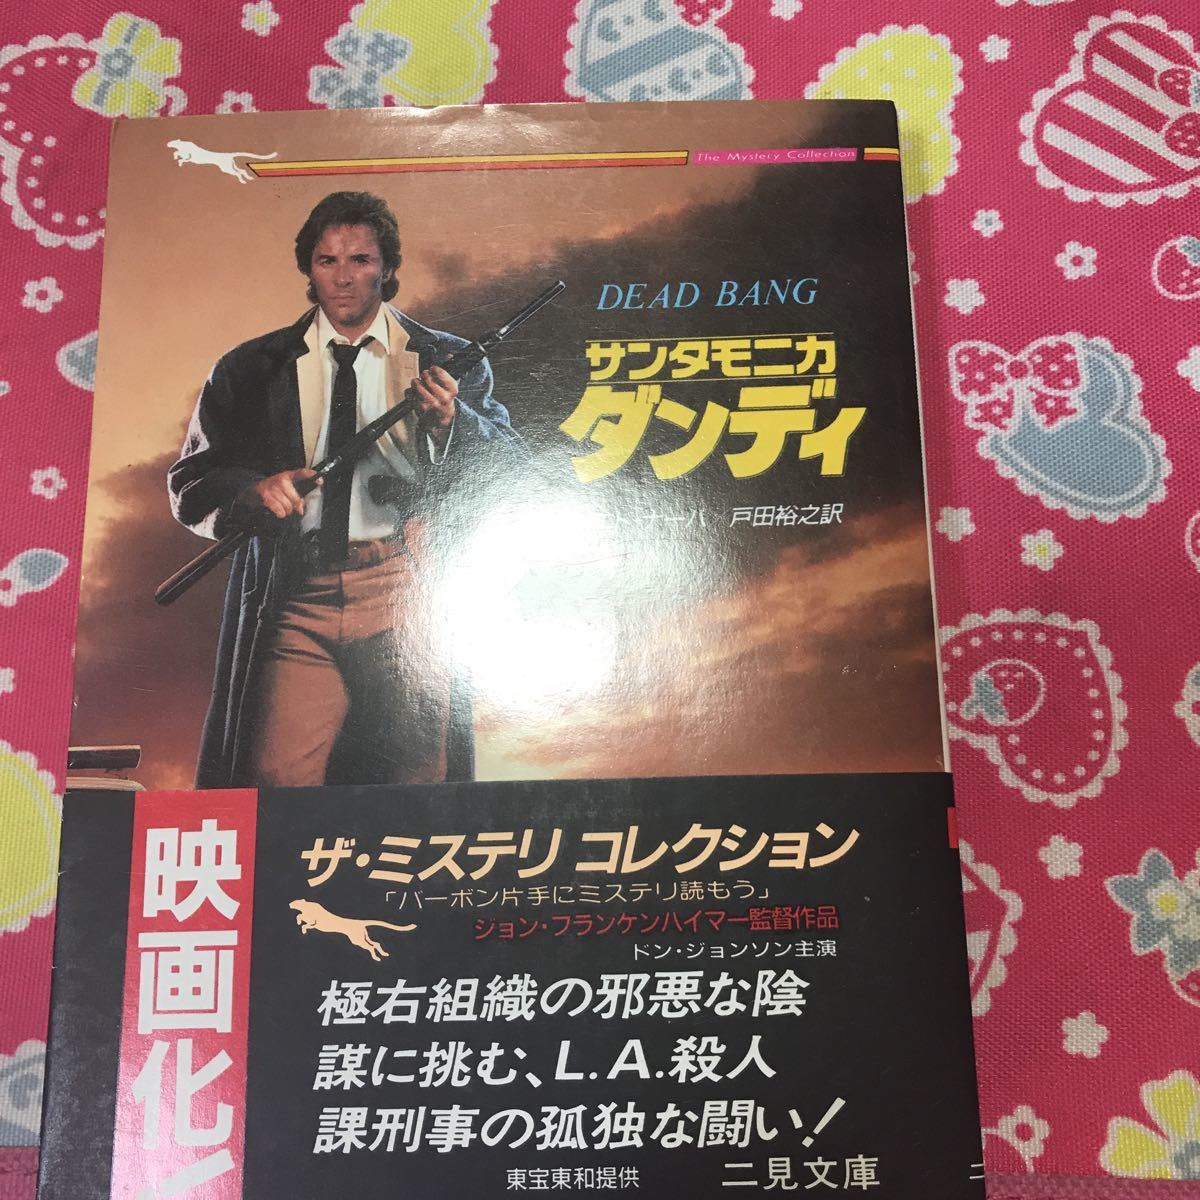 The Mystery Collection
DEAD BANG
サンタモニカ
ダンディ
ド・ナーハ 戸田裕之訳
映画化!
ザ・ミステリ コレクション
「バーボン片手にミステリ読もう」
ジョン・フランケンハイマー監督作品
ドン・ジョンソン主演
極右組織の邪悪な陰
謀に挑む、L.A.殺人
課刑事の孤独な闘い!
東宝東和提供 二見文庫